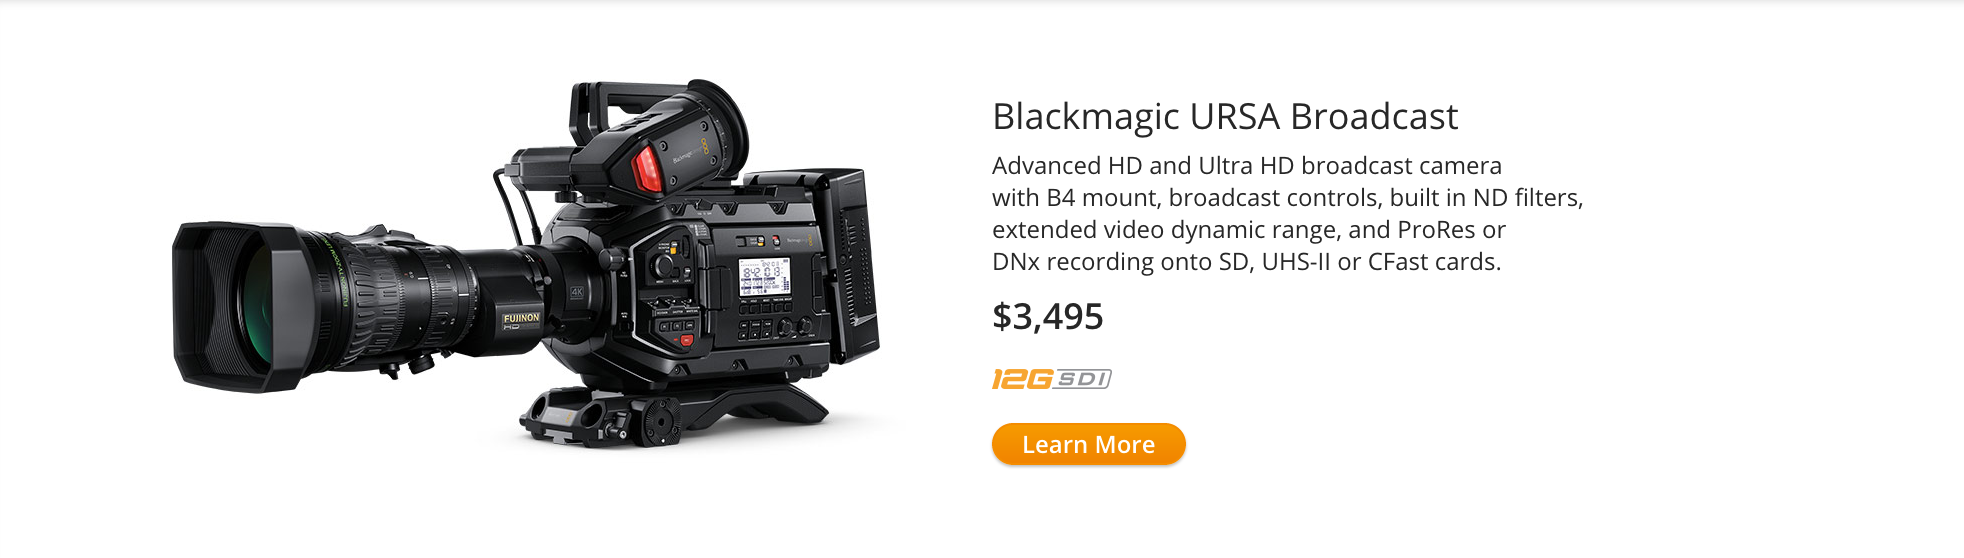 Blackmagic URSA Broadcast
Advanced HD and Ultra HD broadcast camera
with B4 mount, broadcast controls, built in ND filters,
extended video dynamic range, and ProRes or
DNx recording onto SD, UHS-II or CFast cards.
$3,495
12G SDI
Learn More
Blackmagic
4K
FUJINON
HD